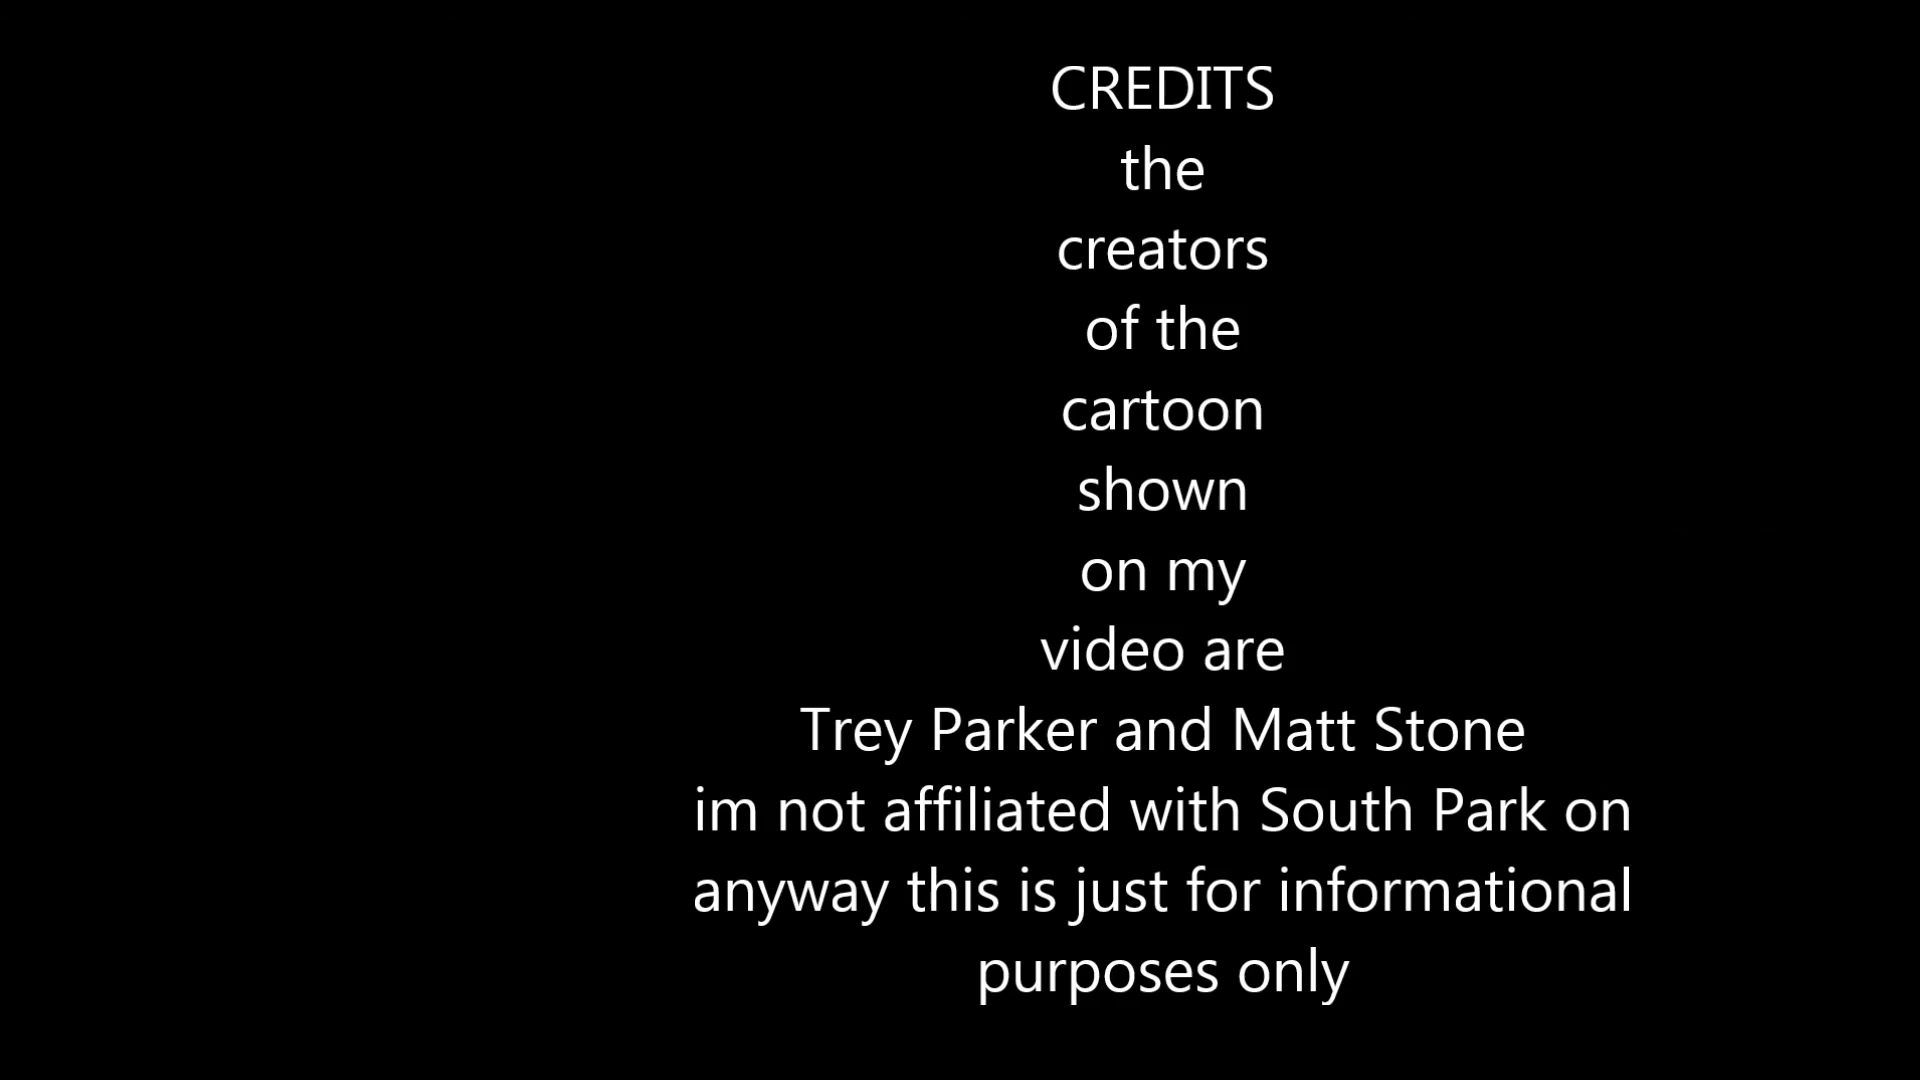 CREDITS
the
creators
of the
cartoon
shown
on my
video are
Trey Parker and Matt Stone
im not affiliated with South Park on
anyway this is just for informational
purposes only